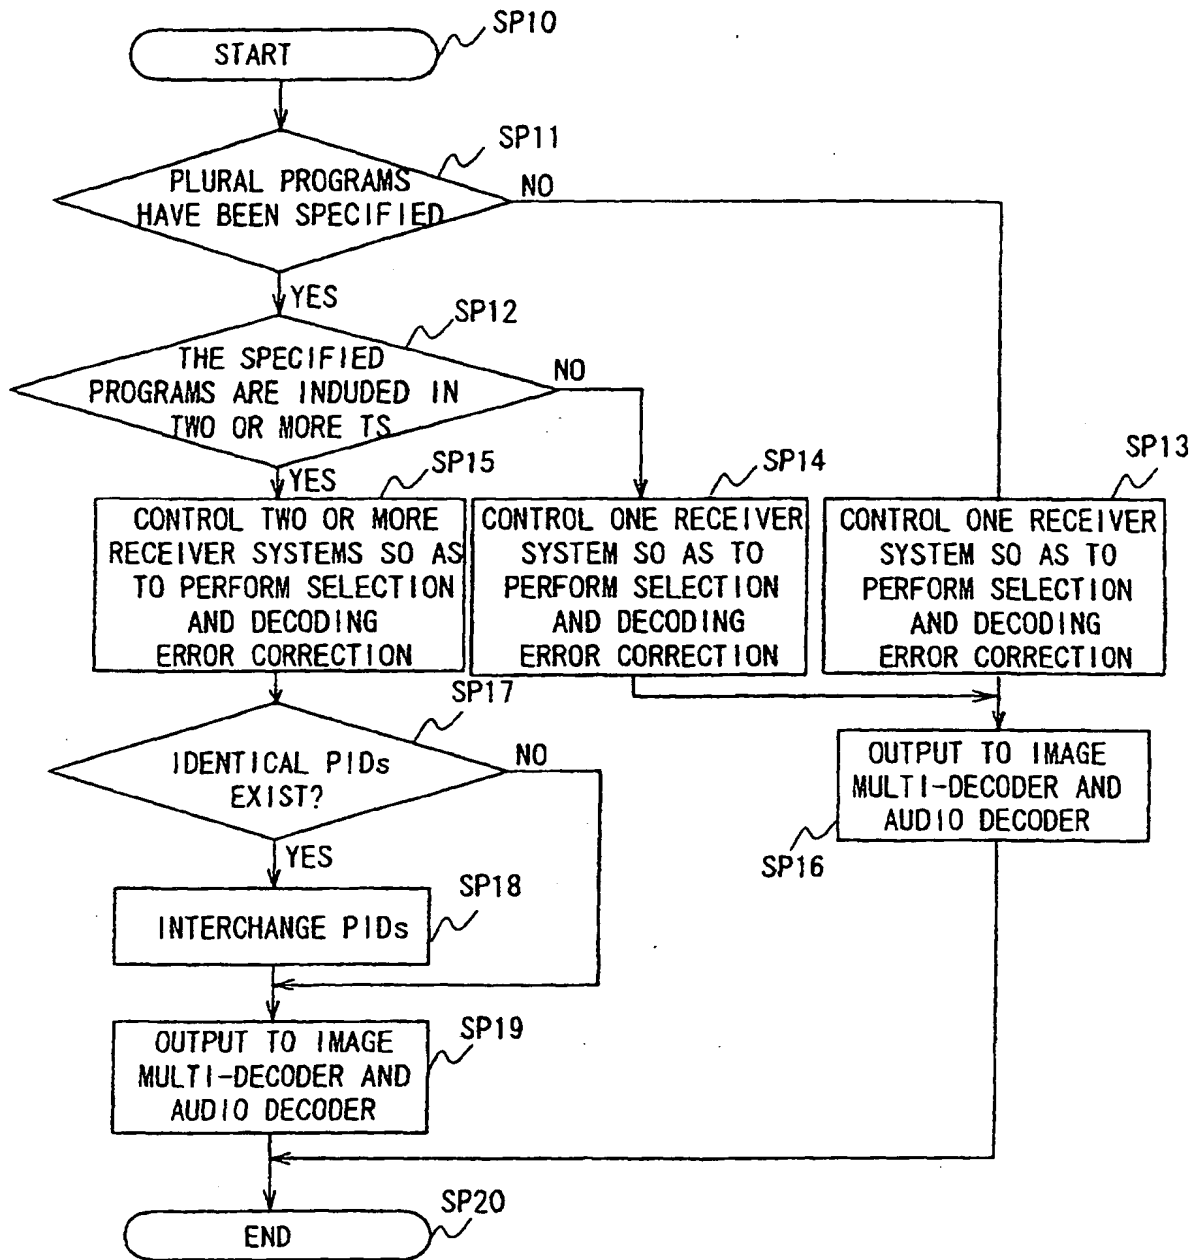 SP10
START
SP11
PLURAL PROGRAMS
HAVE BEEN SPECIFIED
NO
YES
SP12
THE SPECIFIED
PROGRAMS ARE INDUDED IN
TWO OR MORE TS
NO
YES
SP15
CONTROL TWO OR MORE
RECEIVER SYSTEMS SO AS
TO PERFORM SELECTION
AND DECODING
ERROR CORRECTION
SP14
CONTROL ONE RECEIVER
SYSTEM SO AS TO
PERFORM SELECTION
AND DECODING
ERROR CORRECTION
SP13
CONTROL ONE RECEIVER
SYSTEM SO AS TO
PERFORM SELECTION
AND DECODING
ERROR CORRECTION
SP17
IDENTICAL PIDs
EXIST?
NO
YES
OUTPUT TO IMAGE
MULTI-DECODER AND
AUDIO DECODER
SP16
SP18
INTERCHANGE PIDs
SP19
OUTPUT TO IMAGE
MULTI-DECODER AND
AUDIO DECODER
SP20
END